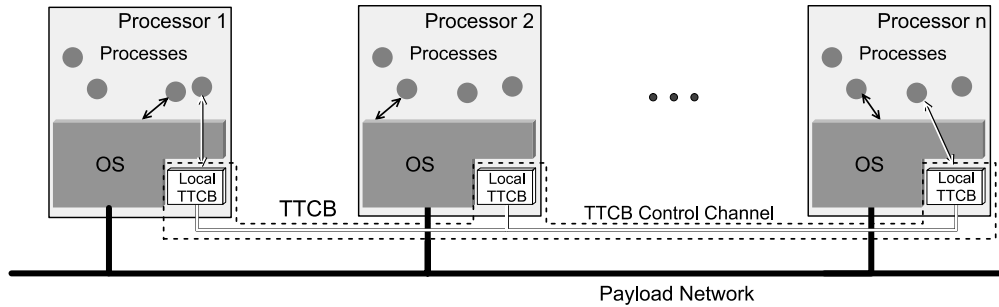 Processor 1
Processes
OS
Local
TTCB
Processor 2
Processes
OS
Local
TTCB
Processor n
Processes
OS
Local
TTCB
TTCB
TTCB Control Channel
Payload Network